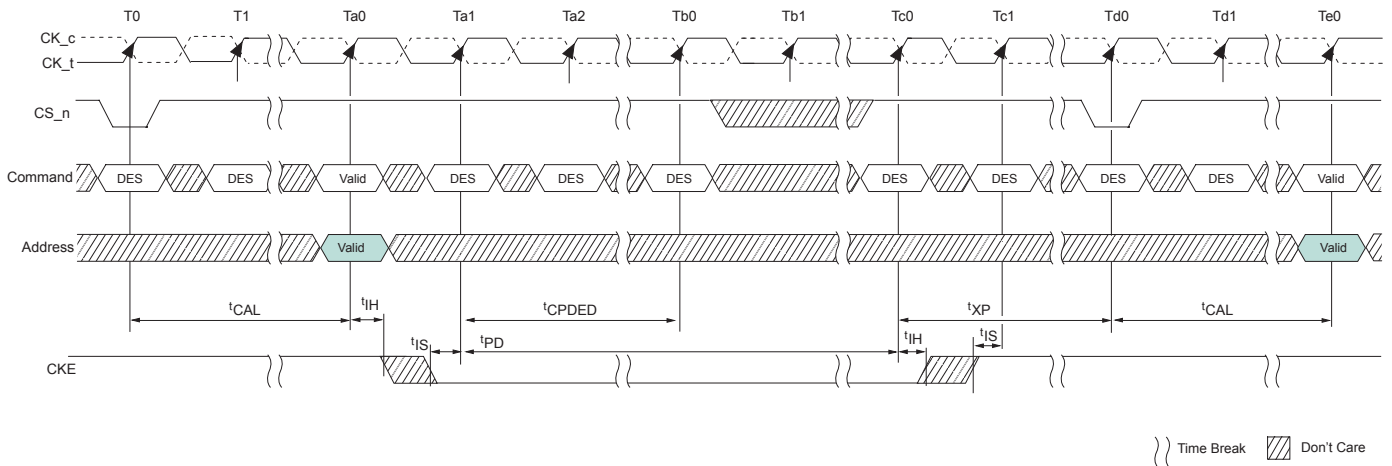 T0 T1 Ta0 Ta1 Ta2 Tb0 Tb1 Tc0 Tc1 Td0 Td1 Te0
CK_c
CK_t
CS_n
Command DES DES Valid DES DES DES DES DES DES DES Valid
Address Valid Valid
tCAL tIH tCPDED tXP tCAL
tIS tPD tIH tIS
CKE
Time Break Don't Care